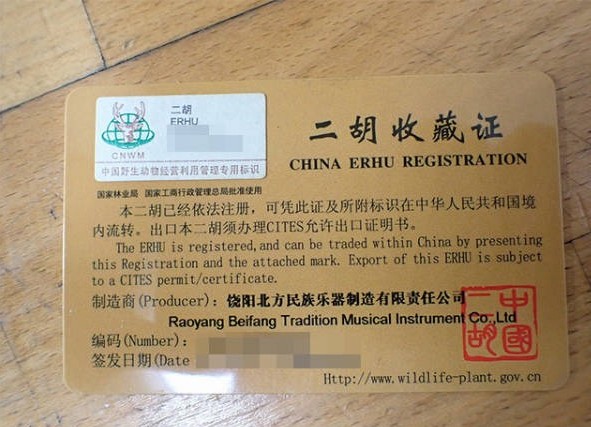 二胡
ERHU
CNWM
中国野生动物经营利用管理专用标识
二胡收藏证
CHINA ERHU REGISTRATION
国家林业局 国家工商行政管理总局批准使用
本二胡已经依法注册，可凭此证及所附标识在中华人民共和国境
内流转。出口本二胡须办理CITES允许出口证明书。
The ERHU is registered,and can be traded within China by presenting
this Registration and the attached mark. Export of this ERHU is subject
to a CITES permit/certificate.
制造商(Producer)：饶阳北方民族乐器制造有限责任公司
Raoyang Beifang Tradition Musical Instrument Co.,Ltd
中國二胡
编码(Number)：
签发日期(Date
Http://www.wildlife-plant.gov.cn